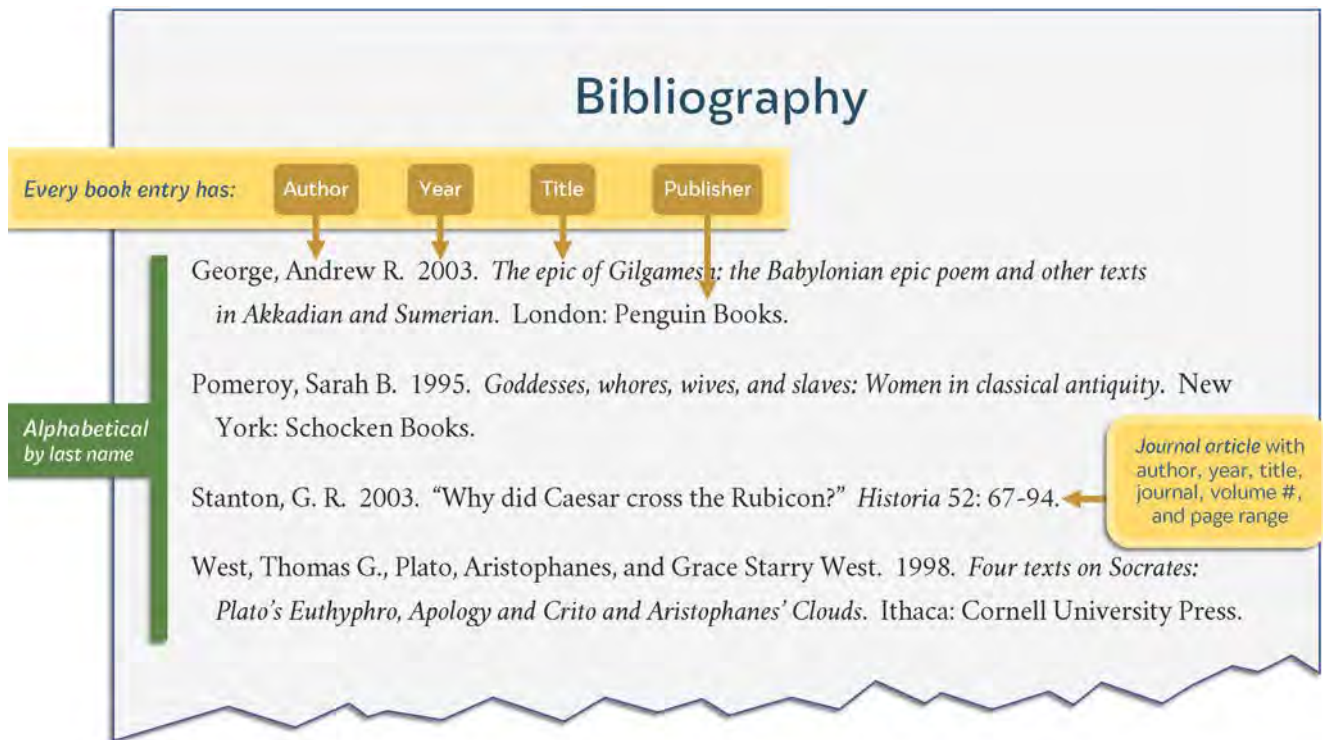 Bibliography
Every book entry has: Author Year Title Publisher
George, Andrew R. 2003. The epic of Gilgamesh: the Babylonian epic poem and other texts
in Akkadian and Sumerian. London: Penguin Books.
Pomeroy, Sarah B. 1995. Goddesses, whores, wives, and slaves: Women in classical antiquity. New
York: Schocken Books.
Alphabetical
by last name
Journal article with
author, year, title,
journal, volume #,
and page range
Stanton, G. R. 2003. “Why did Caesar cross the Rubicon?” Historia 52: 67-94.
West, Thomas G., Plato, Aristophanes, and Grace Starry West. 1998. Four texts on Socrates:
Plato’s Euthyphro, Apology and Crito and Aristophanes’ Clouds. Ithaca: Cornell University Press.